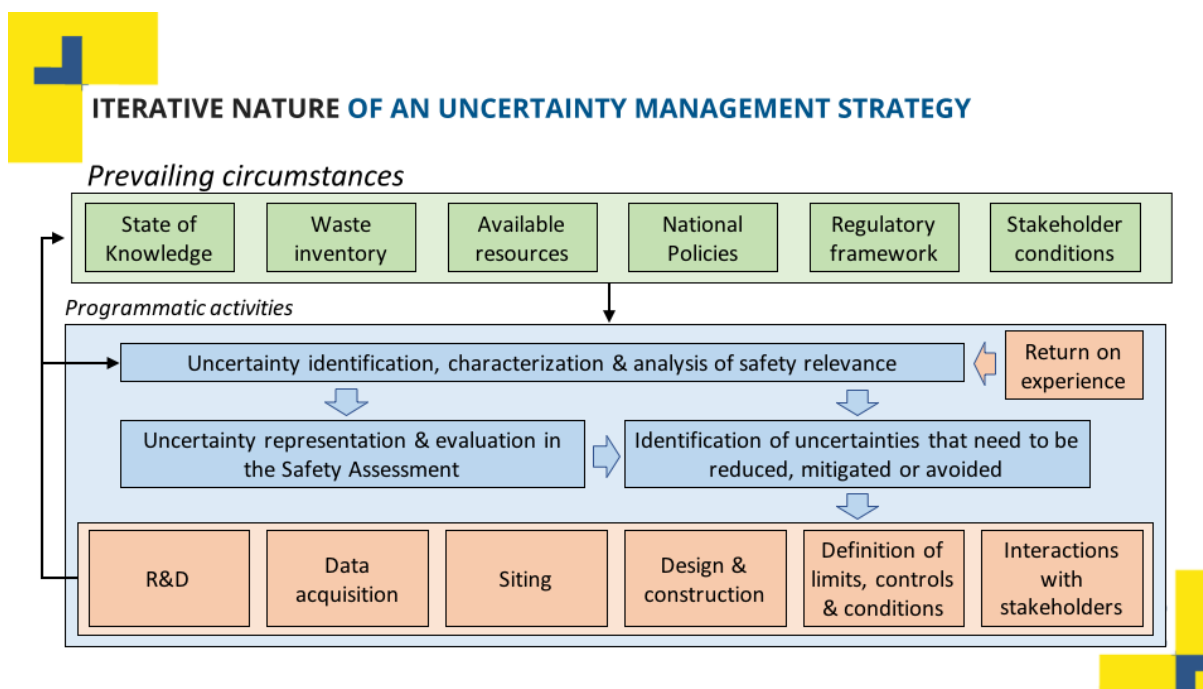 ITERATIVE NATURE OF AN UNCERTAINTY MANAGEMENT STRATEGY
Prevailing circumstances
State of
Knowledge
Waste
inventory
Available
resources
National
Policies
Regulatory
framework
Stakeholder
conditions
Programmatic activities
Uncertainty identification, characterization & analysis of safety relevance
Return on
experience
Uncertainty representation & evaluation in
the Safety Assessment
Identification of uncertainties that need to be
reduced, mitigated or avoided
R&D
Data
acquisition
Siting
Design &
construction
Definition of
limits, controls
& conditions
Interactions
with
stakeholders